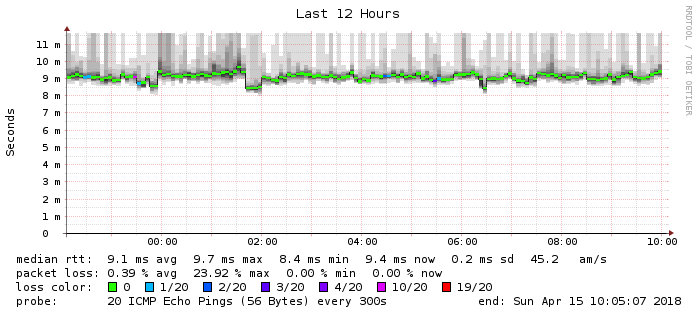 Last 12 Hours
RRDTOOL / TOBI OETIKER
Seconds
11 m
10 m
9 m
8 m
7 m
6 m
5 m
4 m
3 m
2 m
1 m
0
00:00 02:00 04:00 06:00 08:00 10:00
median rtt: 9.1 ms avg 9.7 ms max 8.4 ms min 9.4 ms now 0.2 ms sd 45.2 am/s
packet loss: 0.39 % avg 23.92 % max 0.00 % min 0.00 % now
loss color: 0 1/20 2/20 3/20 4/20 10/20 19/20
probe: 20 ICMP Echo Pings (56 Bytes) every 300s end: Sun Apr 15 10:05:07 2018